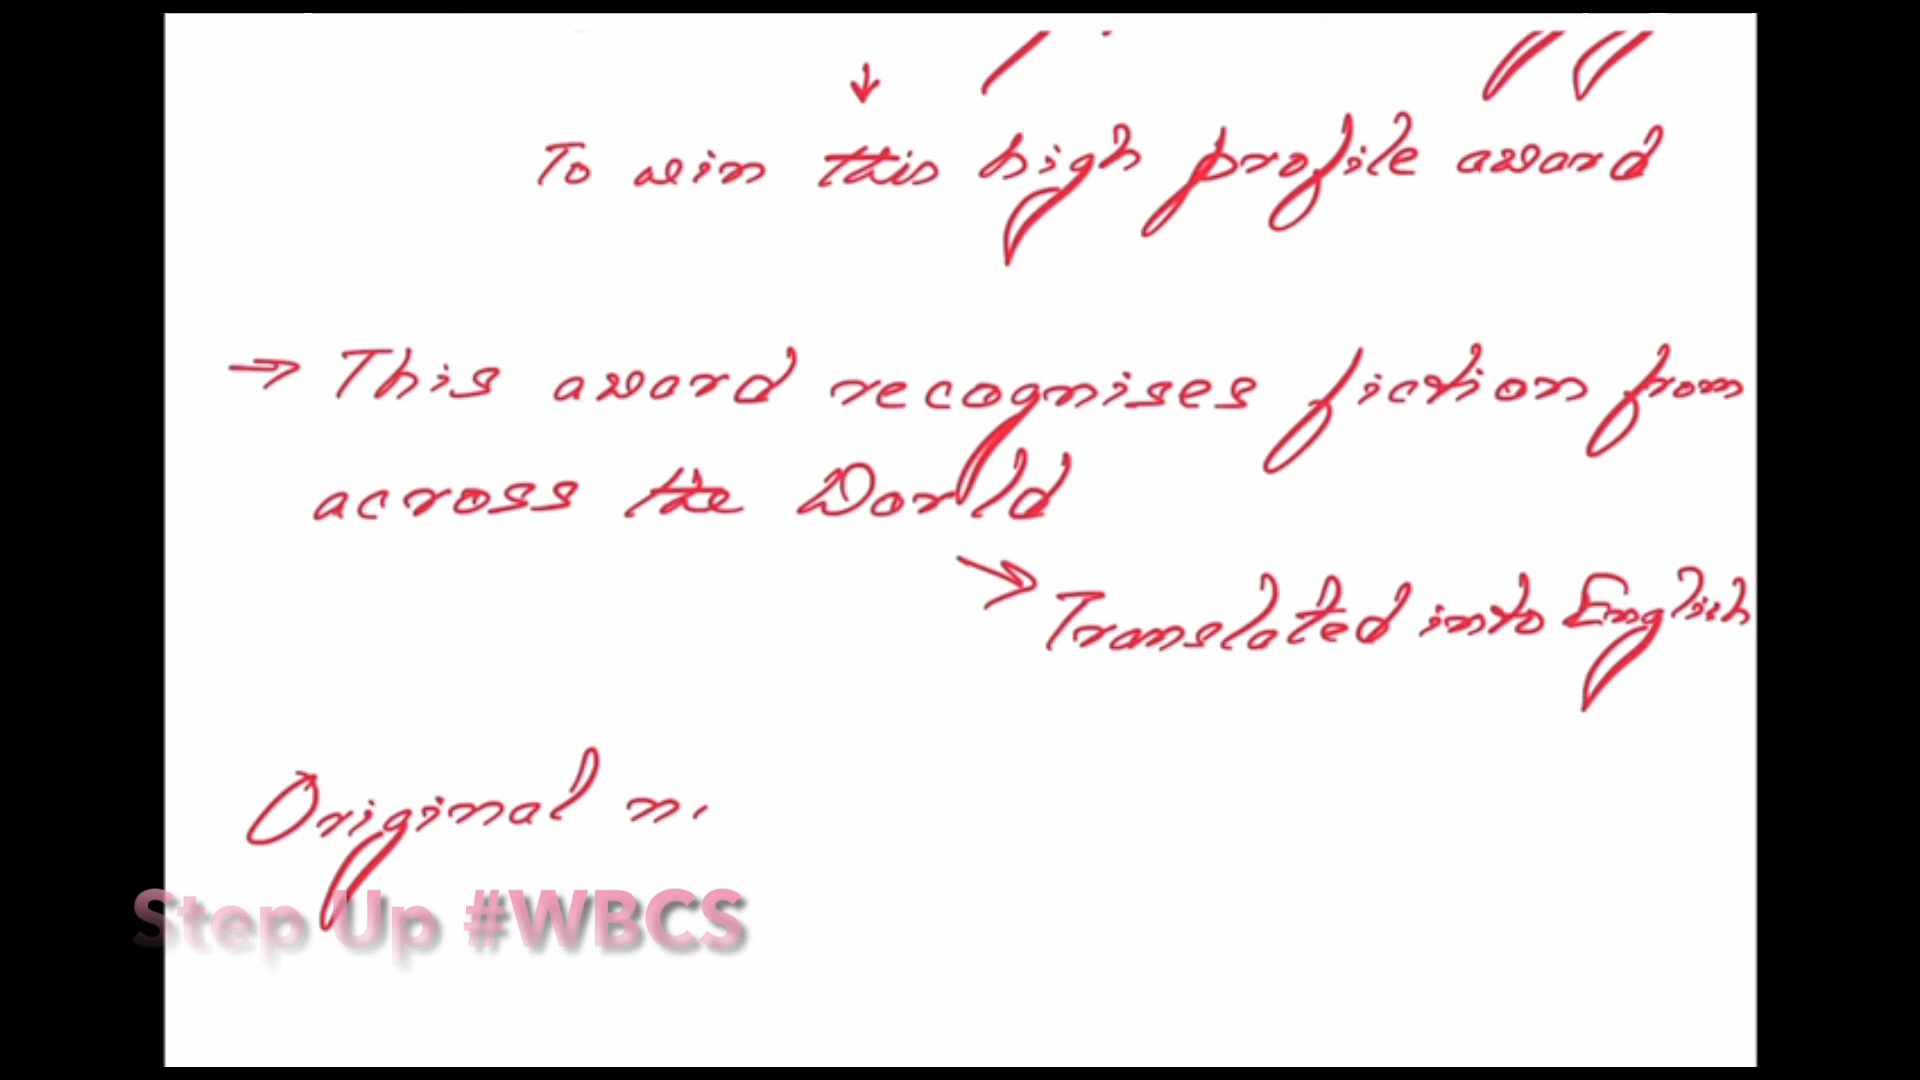 ↓
To win this high profile award
→ This award recognises fiction from
across the World
→ Translated into English
Original n
Step Up #WBCS